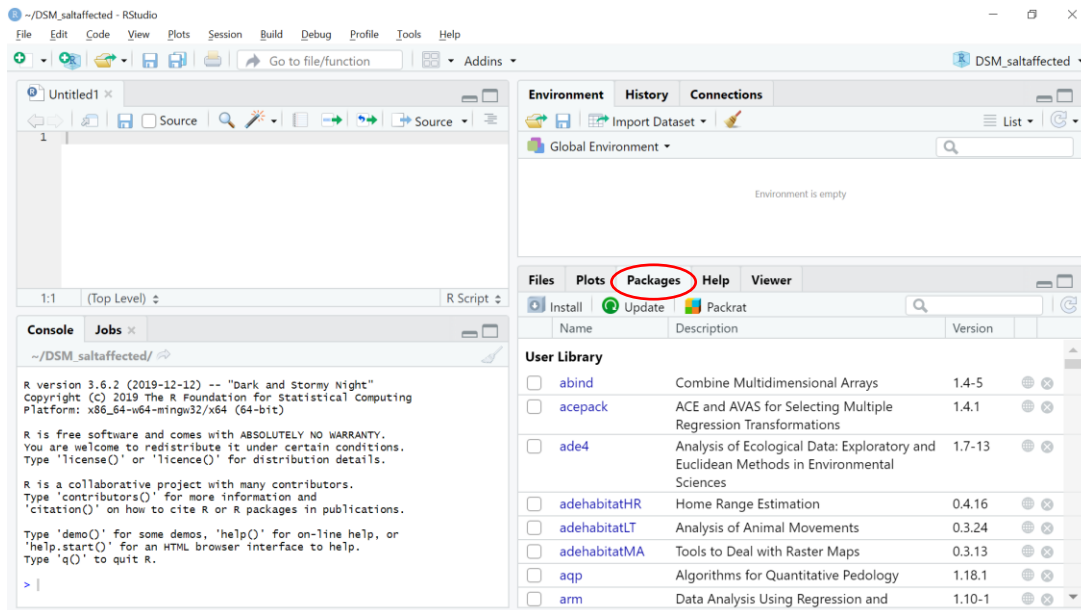 ~/DSM_saltaffected - RStudio
File Edit Code View Plots Session Build Debug Profile Tools Help
Go to file/function Addins DSM_saltaffected
Untitled1
Source Source
1
1:1 (Top Level) R Script
Console Jobs
~/DSM_saltaffected/
R version 3.6.2 (2019-12-12) -- "Dark and Stormy Night"
Copyright (C) 2019 The R Foundation for Statistical Computing
Platform: x86_64-w64-mingw32/x64 (64-bit)
R is free software and comes with ABSOLUTELY NO WARRANTY.
You are welcome to redistribute it under certain conditions.
Type 'license()' or 'licence()' for distribution details.
R is a collaborative project with many contributors.
Type 'contributors()' for more information and
'citation()' on how to cite R or R packages in publications.
Type 'demo()' for some demos, 'help()' for on-line help, or
'help.start()' for an HTML browser interface to help.
Type 'q()' to quit R.
>
Environment History Connections
Import Dataset List
Global Environment
Environment is empty
Files Plots Packages Help Viewer
Install Update Packrat
Name Description Version
User Library
abind Combine Multidimensional Arrays 1.4-5
acepack ACE and AVAS for Selecting Multiple 1.4.1
Regression Transformations
ade4 Analysis of Ecological Data: Exploratory and 1.7-13
Euclidean Methods in Environmental
Sciences
adehabitatHR Home Range Estimation 0.4.16
adehabitatLT Analysis of Animal Movements 0.3.24
adehabitatMA Tools to Deal with Raster Maps 0.3.13
aqp Algorithms for Quantitative Pedology 1.18.1
arm Data Analysis Using Regression and 1.10-1